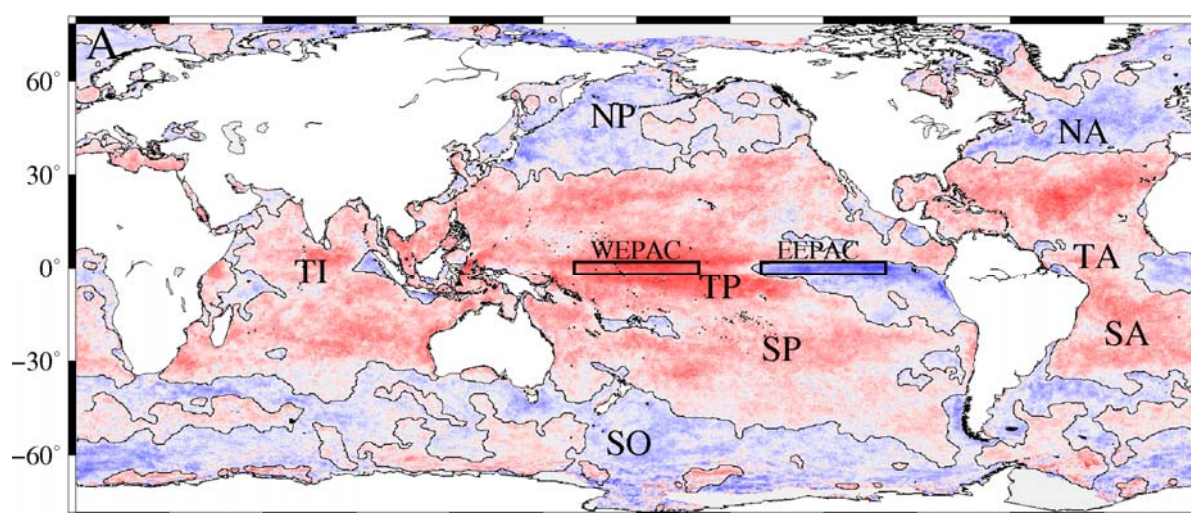 A
60°
NP
NA
30°
WEPAC
EEPAC
0°
TI
TP
TA
SP
SA
−30°
SO
−60°